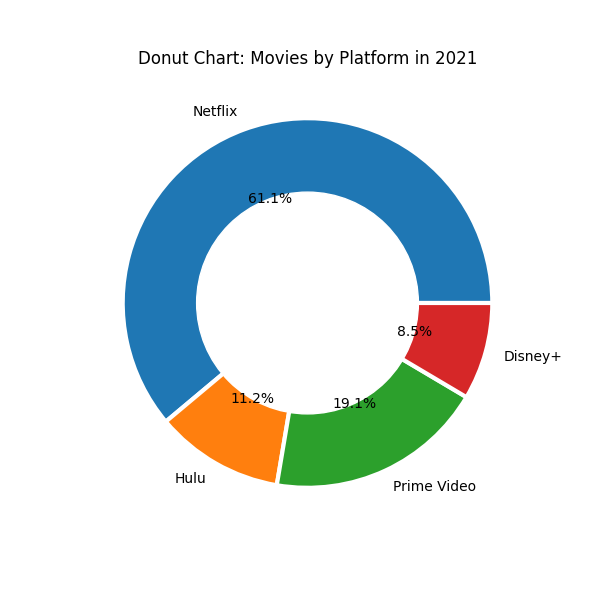 Donut Chart: Movies by Platform in 2021
Netflix
61.1%
8.5%
Disney+
11.2%
19.1%
Hulu
Prime Video